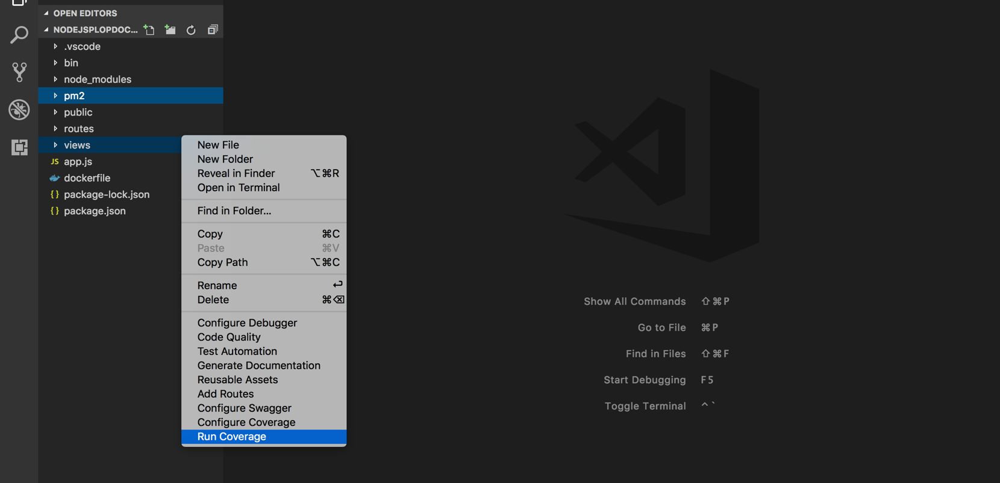 OPEN EDITORS
NODEJSPLOPDOC...
.vscode
bin
node_modules
pm2
public
routes
views
JS app.js
dockerfile
{} package-lock.json
{} package.json
New File
New Folder
Reveal in Finder ⌥⌘R
Open in Terminal
Find in Folder...
Copy ⌘C
Paste ⌘V
Copy Path ⌥⌘C
Rename ↩
Delete ⌘⌫
Configure Debugger
Code Quality
Test Automation
Generate Documentation
Reusable Assets
Add Routes
Configure Swagger
Configure Coverage
Run Coverage
Show All Commands ⇧⌘P
Go to File ⌘P
Find in Files ⇧⌘F
Start Debugging F5
Toggle Terminal ^`